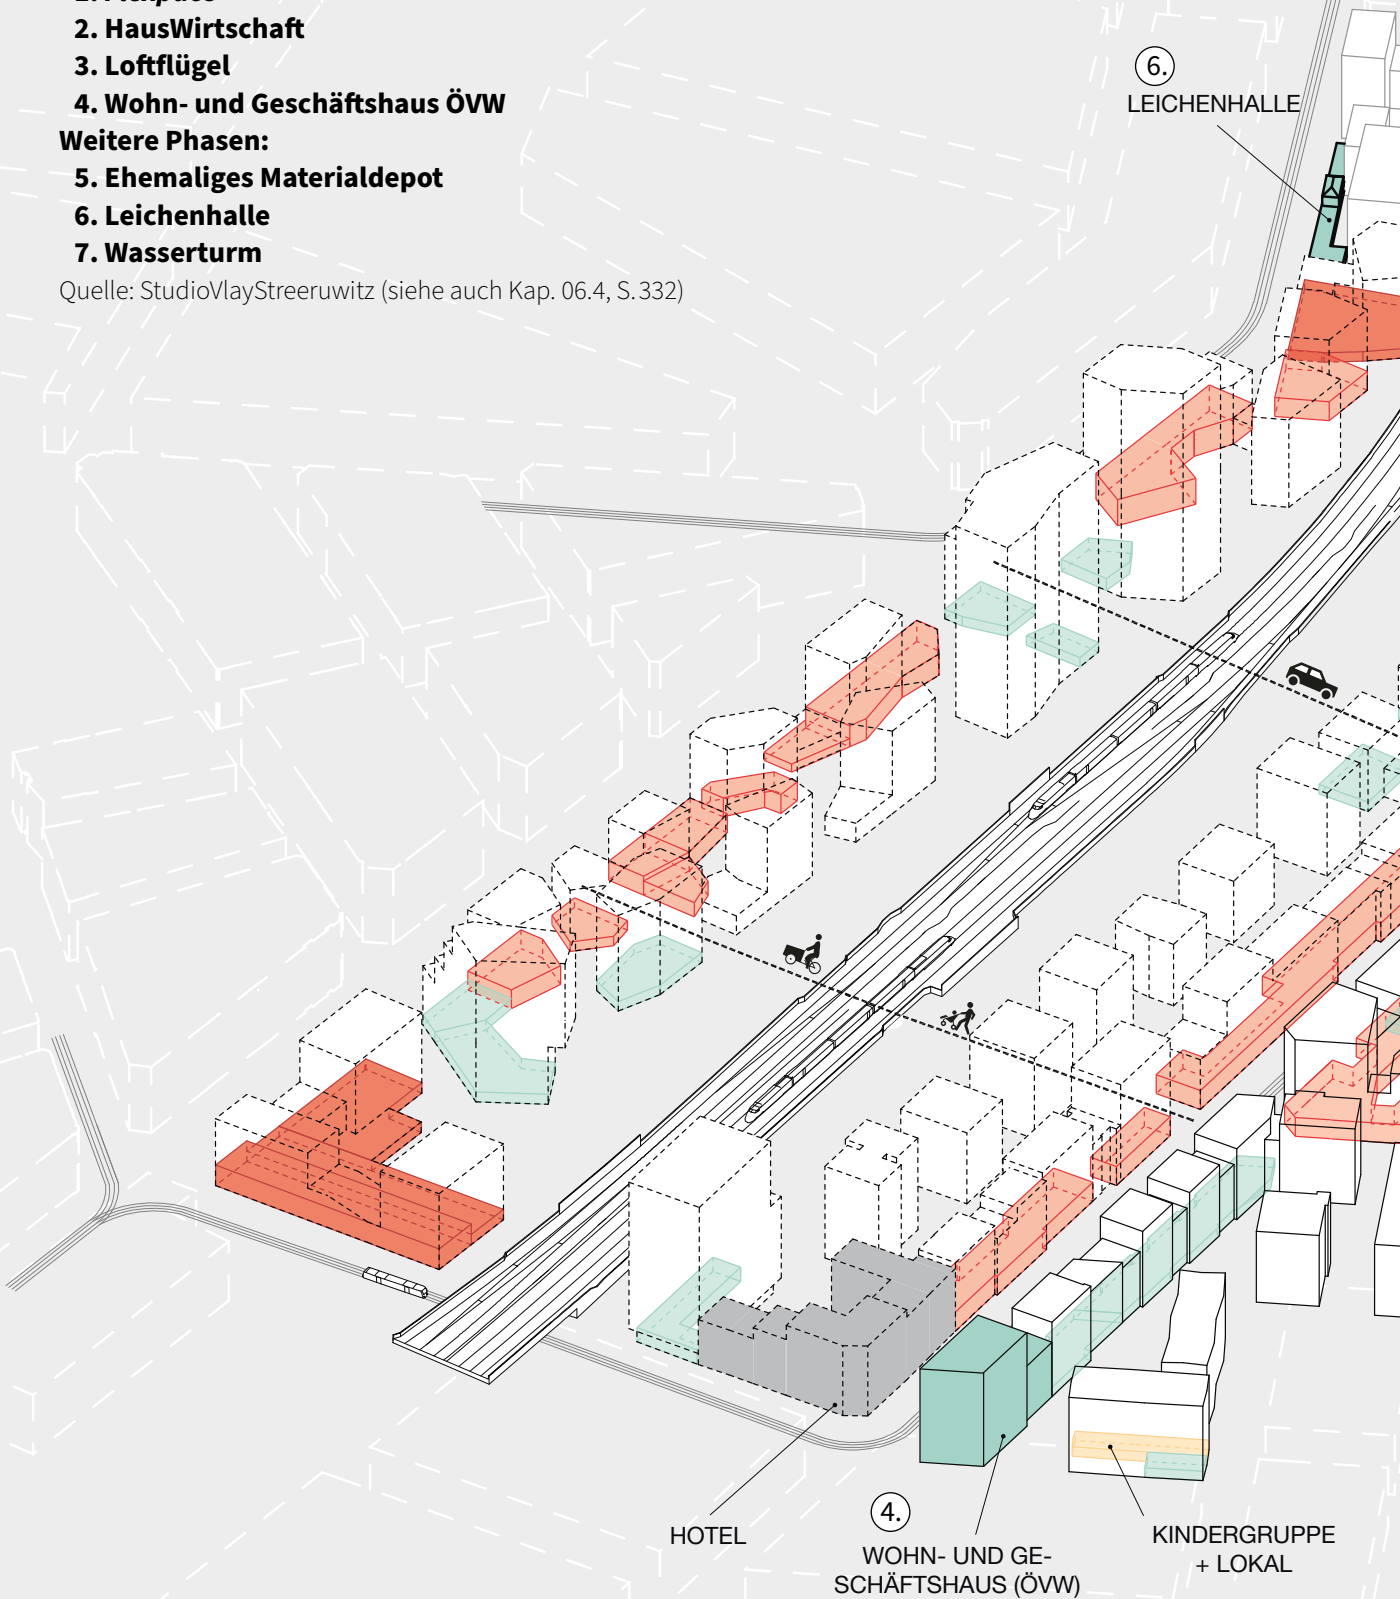 2. HausWirtschaft
3. Loftflügel
4. Wohn- und Geschäftshaus ÖVW
Weitere Phasen:
5. Ehemaliges Materialdepot
6. Leichenhalle
7. Wasserturm
Quelle: StudioVlayStreeruwitz (siehe auch Kap. 06.4, S. 332)
6.
LEICHENHALLE
HOTEL
4.
WOHN- UND GE-
SCHÄFTSHAUS (ÖVW)
KINDERGRUPPE
+ LOKAL